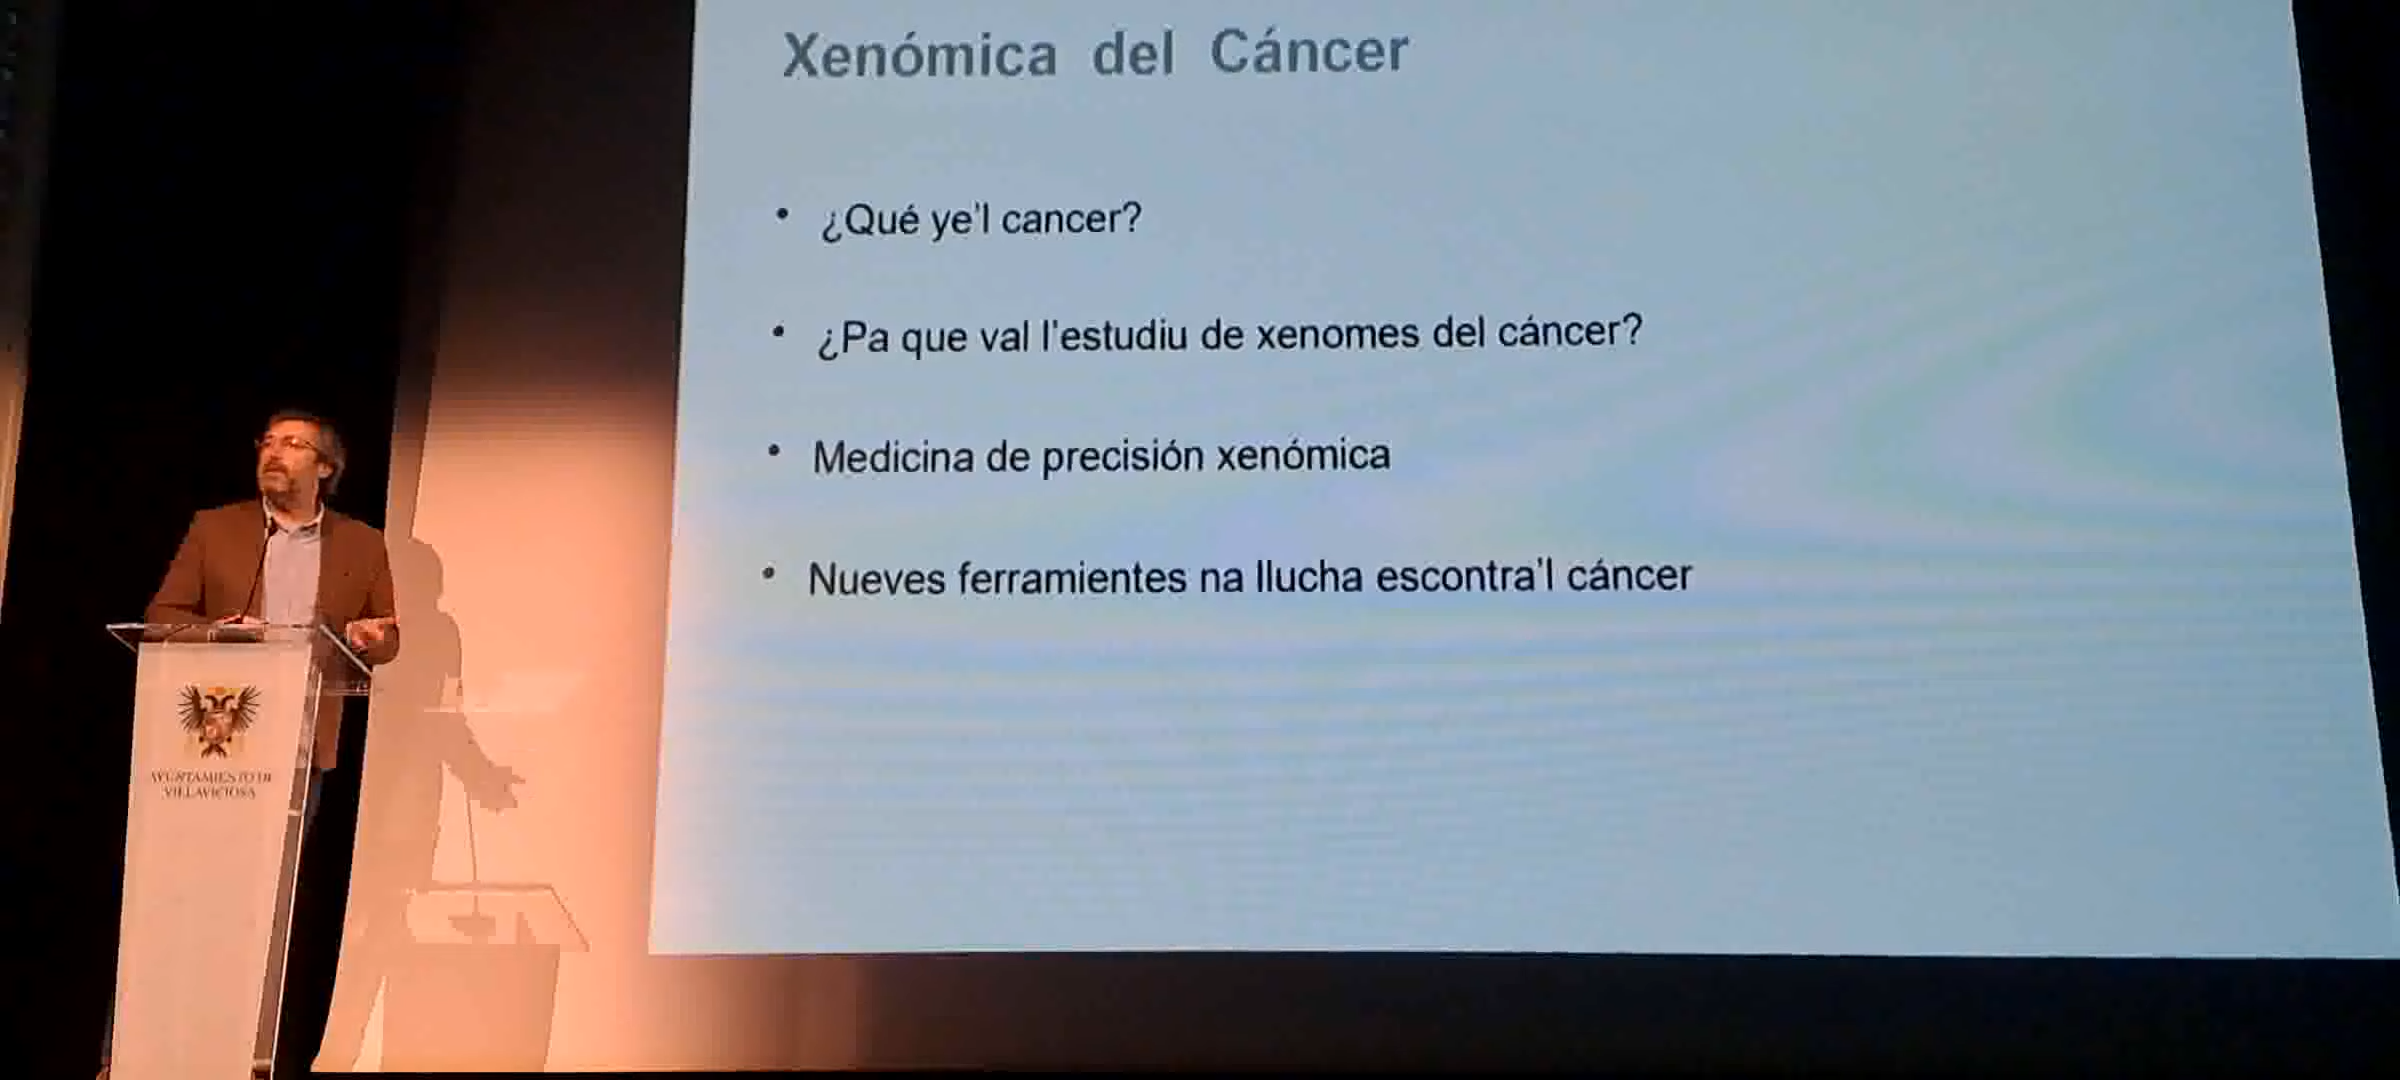 Xenómica del Cáncer
• ¿Qué ye'l cancer?
• ¿Pa que val l'estudiu de xenomes del cáncer?
• Medicina de precisión xenómica
• Nueves ferramientes na llucha escontra'l cáncer
AYUNTAMIENTO DE
VILLAVICIOSA